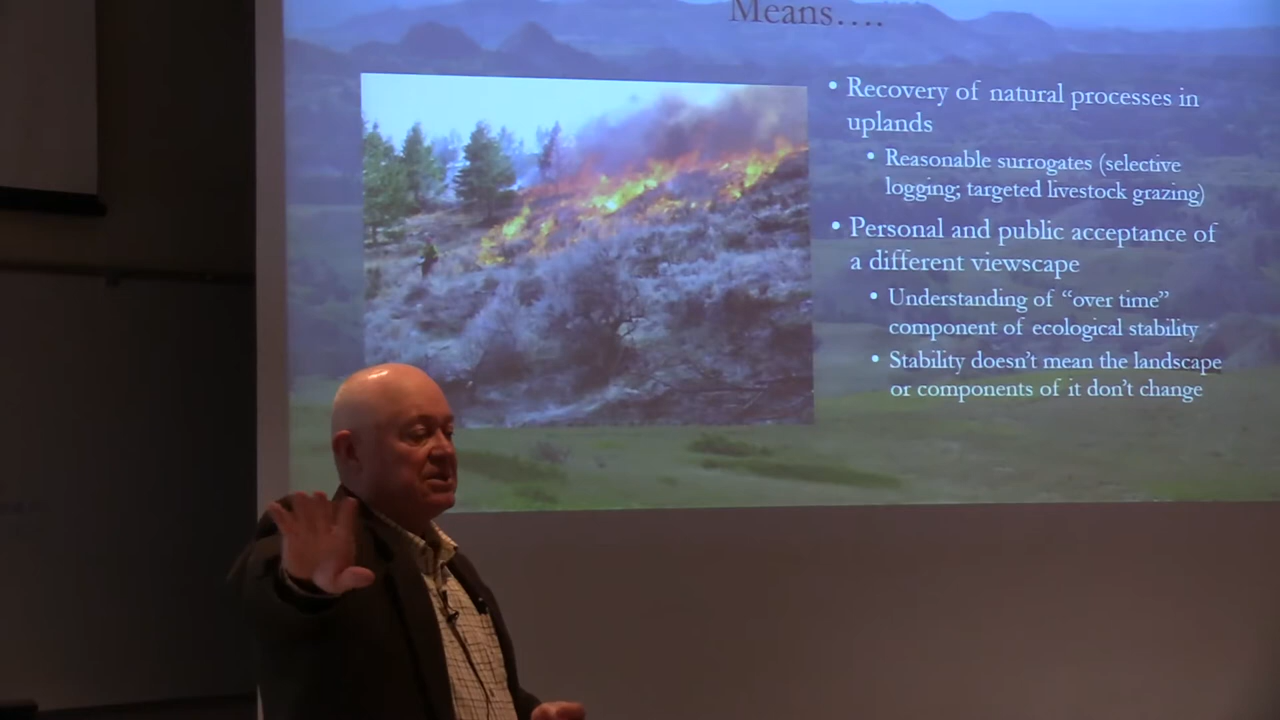 Means….
• Recovery of natural processes in
uplands
• Reasonable surrogates (selective
logging; targeted livestock grazing)
• Personal and public acceptance of
a different viewscape
• Understanding of “over time”
component of ecological stability
• Stability doesn’t mean the landscape
or components of it don’t change